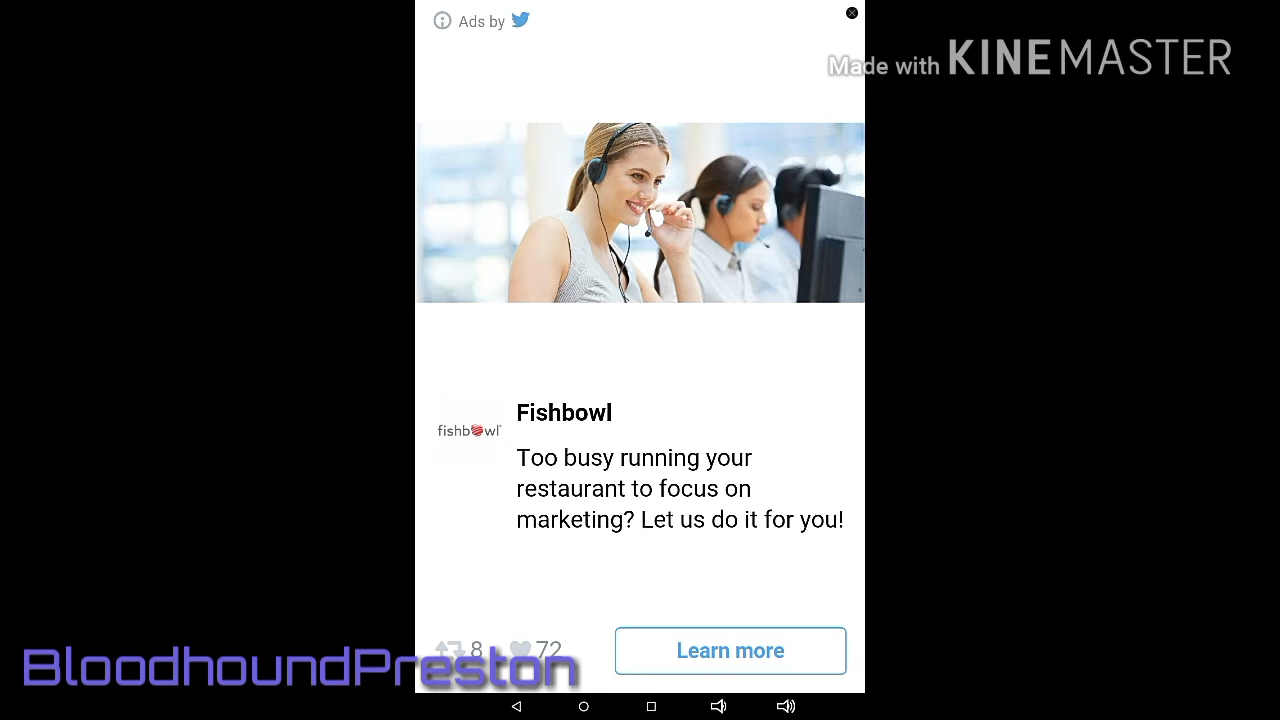 Ads by
Made with KINEMASTER
Fishbowl
fishbowl
Too busy running your
restaurant to focus on
marketing? Let us do it for you!
8 72
Learn more
BloodhoundPreston